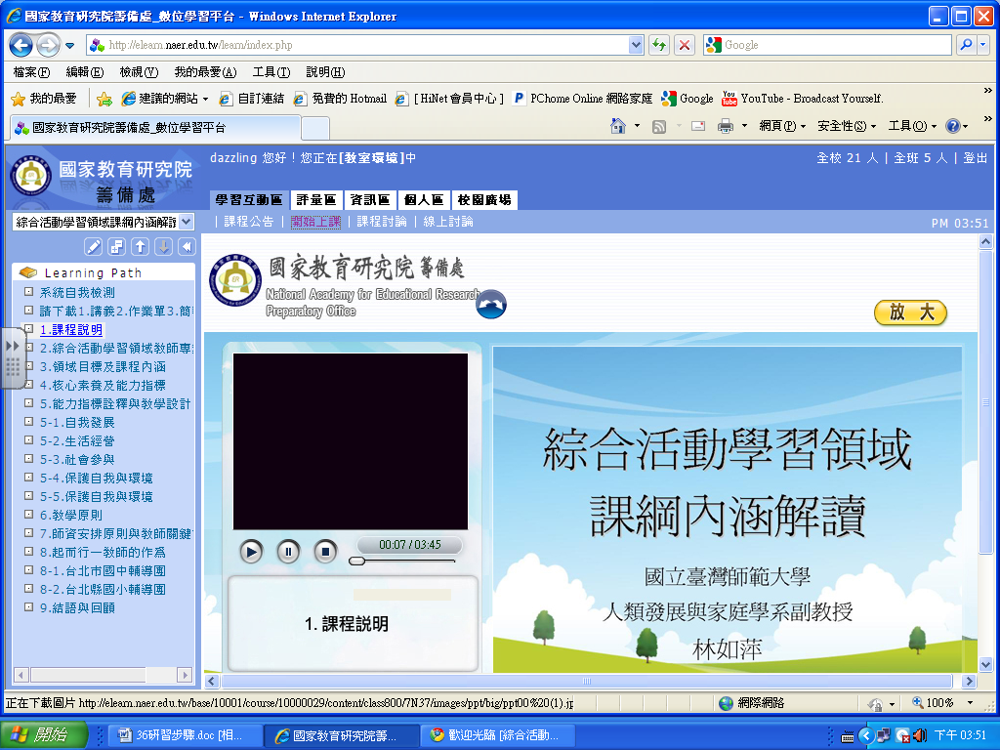 國家教育研究院籌備處_數位學習平台 - Windows Internet Explorer
http://elearn.naer.edu.tw/learn/index.php
Google
檔案(F) 編輯(E) 檢視(V) 我的最愛(A) 工具(T) 說明(H)
我的最愛 建議的網站 自訂連結 免費的 Hotmail [ HiNet 會員中心 ] PChome Online 網路家庭 Google YouTube - Broadcast Yourself.
國家教育研究院籌備處_數位學習平台
網頁(P) 安全性(S) 工具(O)
國家教育研究院
籌備處
dazzling 您好！您正在[教室環境]中
全校 21 人 | 全班 5 人 | 登出
學習互動區 評量區 資訊區 個人區 校園廣場
| 課程公告 | 開始上課 | 課程討論 | 線上討論
PM 03:51
綜合活動學習領域課綱內涵解讀
Learning Path
系統自我檢測
請下載1.講義2.作業單3.簡
1.課程說明
2.綜合活動學習領域教師專
3.領域目標及課程內涵
4.核心素養及能力指標
5.能力指標詮釋與教學設計
5-1.自我發展
5-2.生活經營
5-3.社會參與
5-4.保護自我與環境
5-5.保護自我與環境
6.教學原則
7.師資安排原則與教師關鍵
8.起而行—教師的作為
8-1.台北市國中輔導團
8-2.台北縣國小輔導團
9.結語與回顧
國家教育研究院 籌備處
National Academy for Educational Research
Preparatory Office
放 大
00:07 / 03:45
1. 課程說明
綜合活動學習領域
課綱內涵解讀
國立臺灣師範大學
人類發展與家庭學系副教授
林如萍
正在下載圖片 http://elearn.naer.edu.tw/base/10001/course/10000029/content/class800/7N37/images/ppt/big/ppt00%20(1).jp
網際網路
100%
開始
36研習步驟.doc [相...
國家教育研究院籌...
歡迎光臨 [綜合活動...
下午 03:51